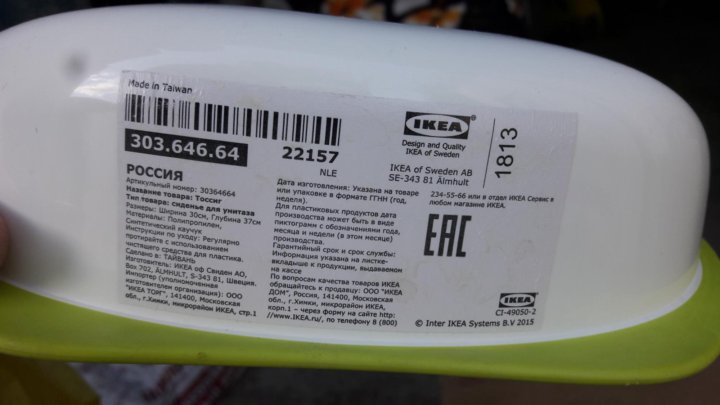 Made in Taiwan
303.646.64
22157
NLE
РОССИЯ
Артикульный номер: 30364664
Название товара: Тоссиг
Тип товара: сиденье для унитаза
Размеры: Ширина 30см, Глубина 37см
Материалы: Полипропилен,
Синтетический каучук
Инструкции по уходу: Регулярно
протирайте с использованием
чистящего средства для пластика.
Сделано в: ТАЙВАНЬ
Изготовитель: ИКЕА оф Свиден АО,
Box 702, ÄLMHULT, S-343 81, Швеция.
Импортер (уполномоченная
изготовителем организация): ООО
"ИКЕА ТОРГ", 141400, Московская
обл., г.Химки, микрорайон ИКЕА, стр.1
Дата изготовления: Указана на товаре
или упаковке в формате ГГНН (год,
неделя).
Для пластиковых продуктов дата
производства может быть в виде
пиктограмм с обозначениями года,
месяца и недели (в этом месяце)
производства.
Гарантийный срок и срок службы:
Информация указана на листке-
вкладыше к продукции, выдаваемом
на кассе
По вопросам качества товаров ИКЕА
обращайтесь к продавцу: ООО "ИКЕА
ДОМ", Россия, 141400, Московская
обл., г.Химки, микрорайон ИКЕА,
корп.1 – через форму на сайте http:
//www.IKEA.ru/, по телефону 8 (800)
IKEA
Design and Quality
IKEA of Sweden
IKEA of Sweden AB
SE-343 81 Älmhult
1813
234-55-66 или в отдел ИКЕА Сервис в
любом магазине ИКЕА.
EAC
IKEA
CI-49050-2
© Inter IKEA Systems B.V 2015